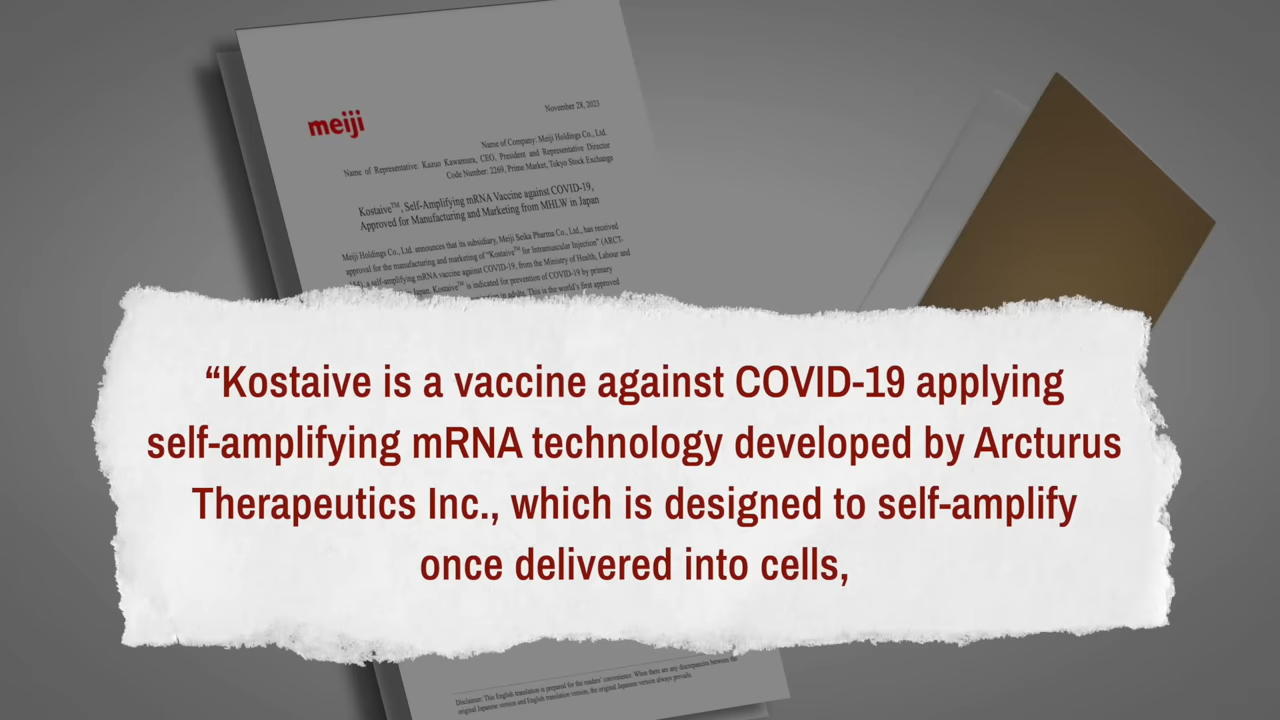 meiji
November 28, 2023
Name of Company: Meiji Holdings Co., Ltd.
Name of Representative: Kazuo Kawamura, CEO, President and Representative Director
Code Number: 2269, Prime Market, Tokyo Stock Exchange
Kostaive™, Self-Amplifying mRNA Vaccine against COVID-19,
Approved for Manufacturing and Marketing from MHLW in Japan
Meiji Holdings Co., Ltd. announces that its subsidiary, Meiji Seika Pharma Co., Ltd., has received
approval for the manufacturing and marketing of "Kostaive™ for Intramuscular Injection" (ARCT-
a self-amplifying mRNA vaccine against COVID-19, from the Ministry of Health, Labour and
Japan. Kostaive™ is indicated for prevention of COVID-19 by primary
in adults. This is the world's first approved
“Kostaive is a vaccine against COVID-19 applying
self-amplifying mRNA technology developed by Arcturus
Therapeutics Inc., which is designed to self-amplify
once delivered into cells,
Disclaimer: This English translation is prepared for the readers' convenience. When there are any discrepancies between the
original Japanese version and English translation version, the original Japanese version always prevails.